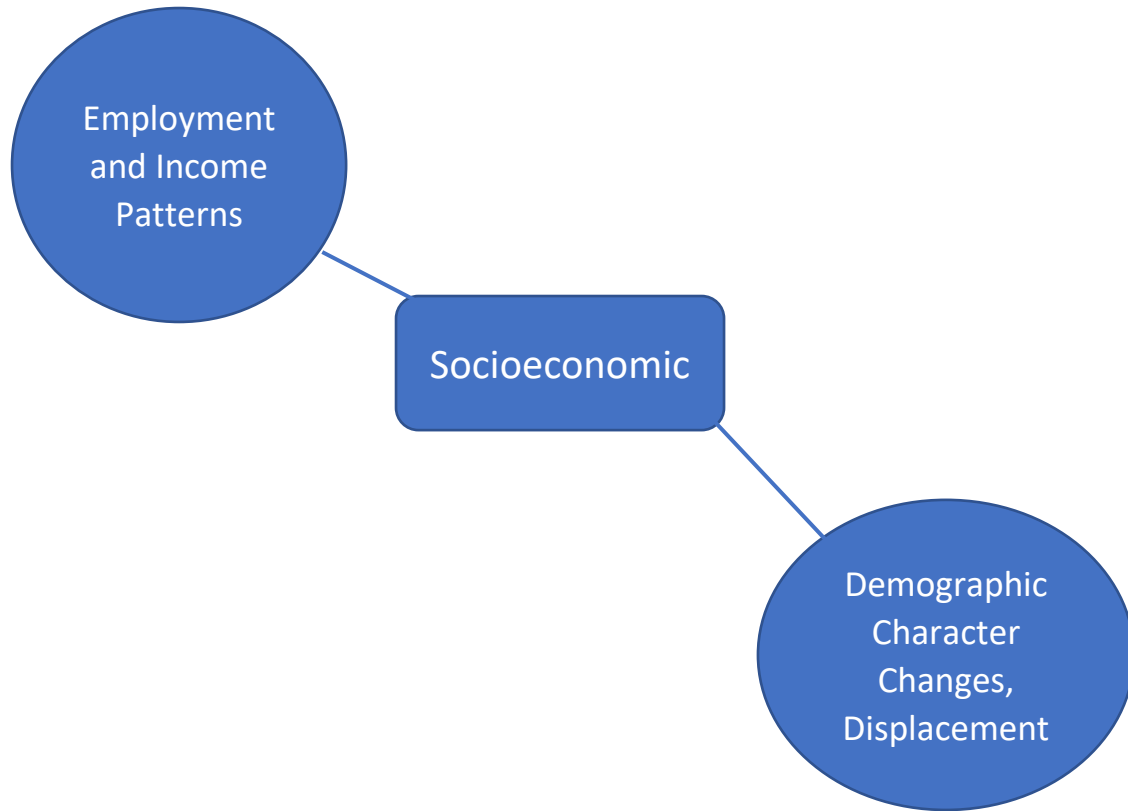 Employment
and Income
Patterns
Socioeconomic
Demographic
Character
Changes,
Displacement